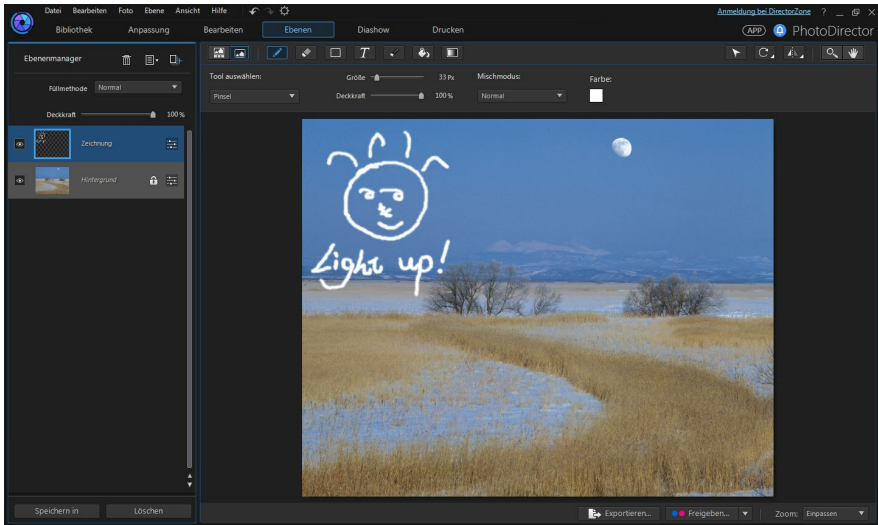 Datei Bearbeiten Foto Ebene Ansicht Hilfe Anmeldung bei DirectorZone ?
Bibliothek Anpassung Bearbeiten Ebenen Diashow Drucken APP PhotoDirector
Ebenenmanager T
Tool auswählen: Größe 33 Px Mischmodus: Farbe:
Füllmethode Normal Pinsel Deckkraft 100 % Normal
Deckkraft 100 %
Zeichnung
Hintergrund
Light up!
Speichern in Löschen Exportieren... Freigeben... Zoom: Einpassen